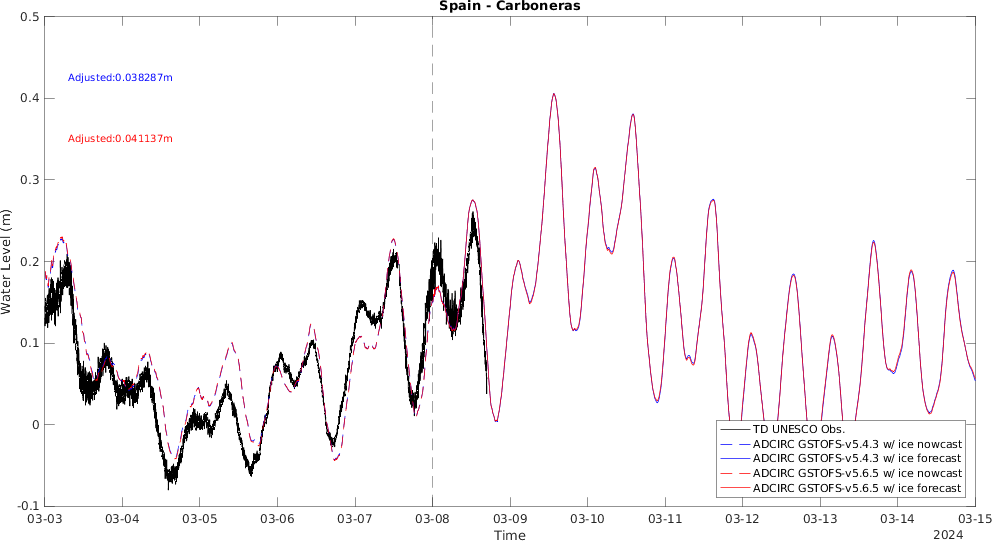 Spain - Carboneras
0.5
0.4
0.3
0.2
0.1
0
-0.1
Water Level (m)
Adjusted:0.038287m
Adjusted:0.041137m
TD UNESCO Obs.
ADCIRC GSTOFS-v5.4.3 w/ ice nowcast
ADCIRC GSTOFS-v5.4.3 w/ ice forecast
ADCIRC GSTOFS-v5.6.5 w/ ice nowcast
ADCIRC GSTOFS-v5.6.5 w/ ice forecast
03-03 03-04 03-05 03-06 03-07 03-08 03-09 03-10 03-11 03-12 03-13 03-14 03-15
Time
2024